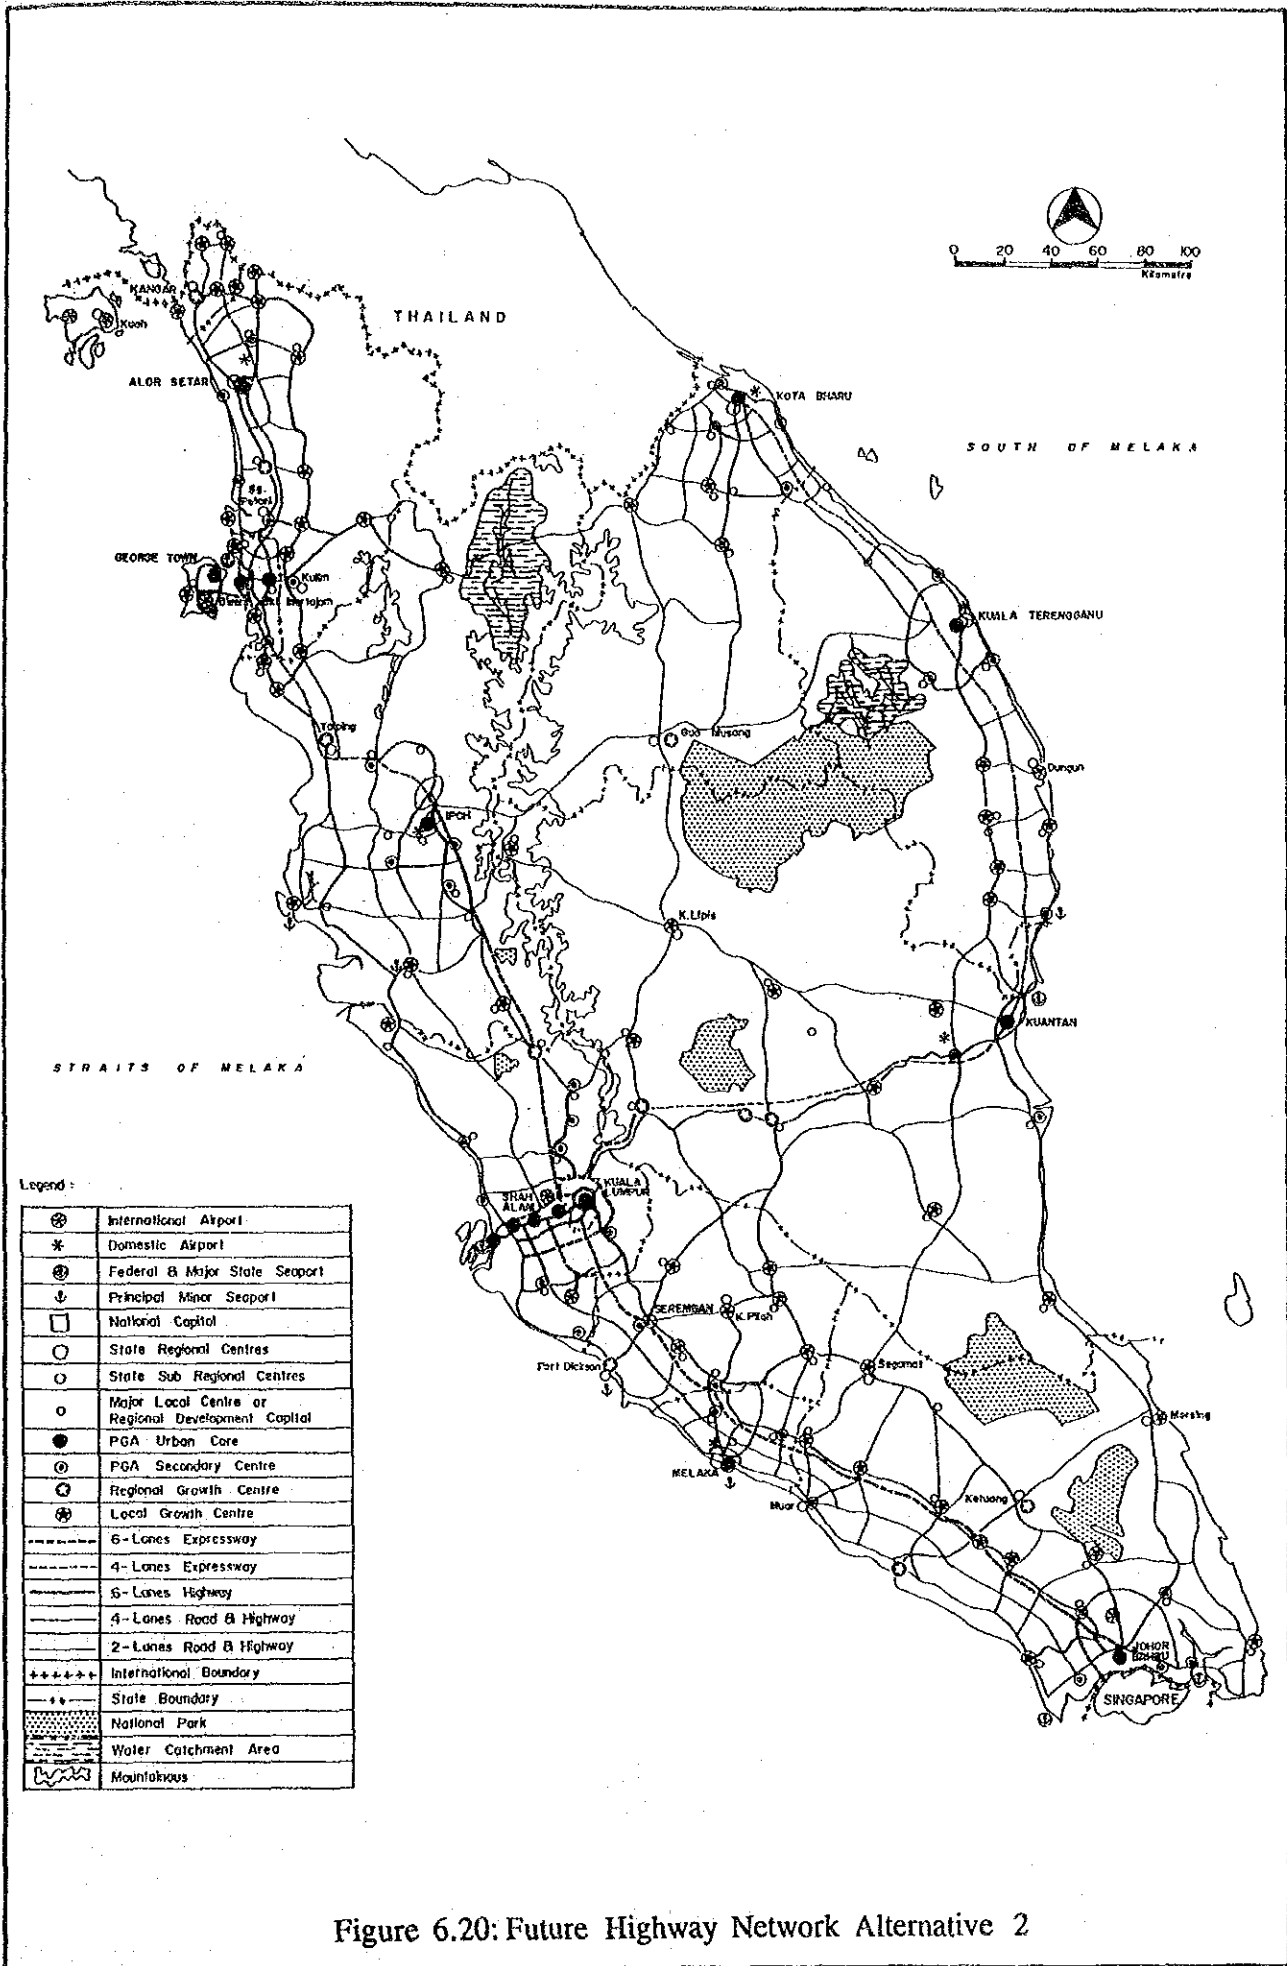 0 20 40 60 80 100
Kilometre
THAILAND
KANGAR
Kuah
ALOR SETAR
KOTA BHARU
SOUTH OF MELAKA
Sg.
Petani
GEORGE TOWN
Kulim
KUALA TERENGGANU
Taiping
Gua Musang
Dungun
IPOH
K.Lipis
KUANTAN
STRAITS OF MELAKA
SHAH
ALAM
KUALA
LUMPUR
SEREMBAN
K.Pilah
Port Dickson
Segamat
Mersing
MELAKA
Muar
Keluang
JOHOR
BAHRU
SINGAPORE
Legend :
International Airport
Domestic Airport
Federal & Major State Seaport
Principal Minor Seaport
National Capitol
State Regional Centres
State Sub Regional Centres
Major Local Centre or
Regional Development Capital
PGA Urban Core
PGA Secondary Centre
Regional Growth Centre
Local Growth Centre
6-Lanes Expressway
4-Lanes Expressway
6-Lanes Highway
4-Lanes Road & Highway
2-Lanes Road & Highway
International Boundary
State Boundary
National Park
Water Catchment Area
Mountainous
Figure 6.20: Future Highway Network Alternative 2